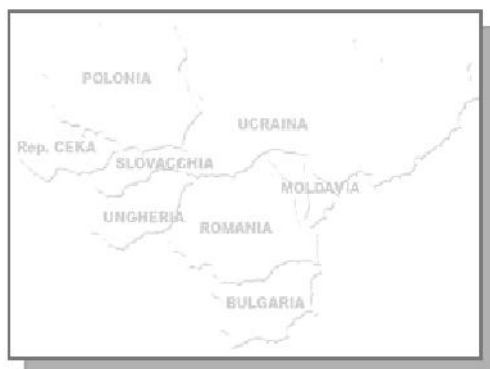 POLONIA
UCRAINA
Rep. CEKA
SLOVACCHIA
MOLDAVIA
UNGHERIA
ROMANIA
BULGARIA